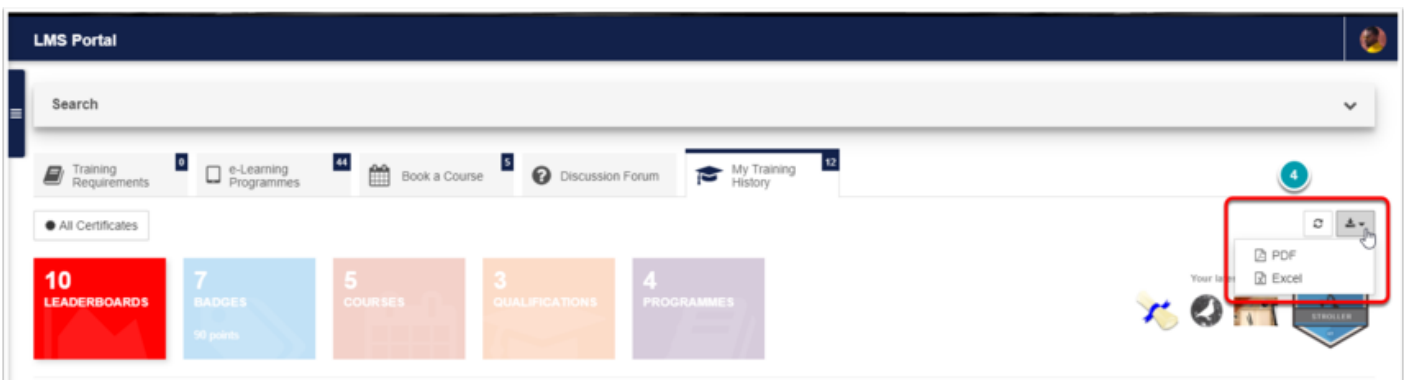 LMS Portal
Search
Training
Requirements
0
e-Learning
Programmes
44
Book a Course
5
Discussion Forum
My Training
History
12
4
All Certificates
PDF
Excel
10
LEADERBOARDS
7
BADGES
90 points
5
COURSES
3
QUALIFICATIONS
4
PROGRAMMES
Your
STROLLER